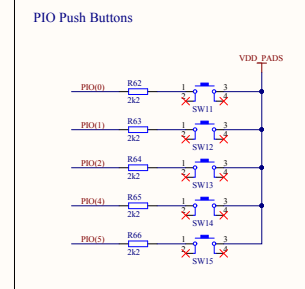 PIO Push Buttons
VDD_PADS
PIO(0) R62 2k2 1 2 3 4 SW11
PIO(1) R63 2k2 1 2 3 4 SW12
PIO(2) R64 2k2 1 2 3 4 SW13
PIO(4) R65 2k2 1 2 3 4 SW14
PIO(5) R66 2k2 1 2 3 4 SW15